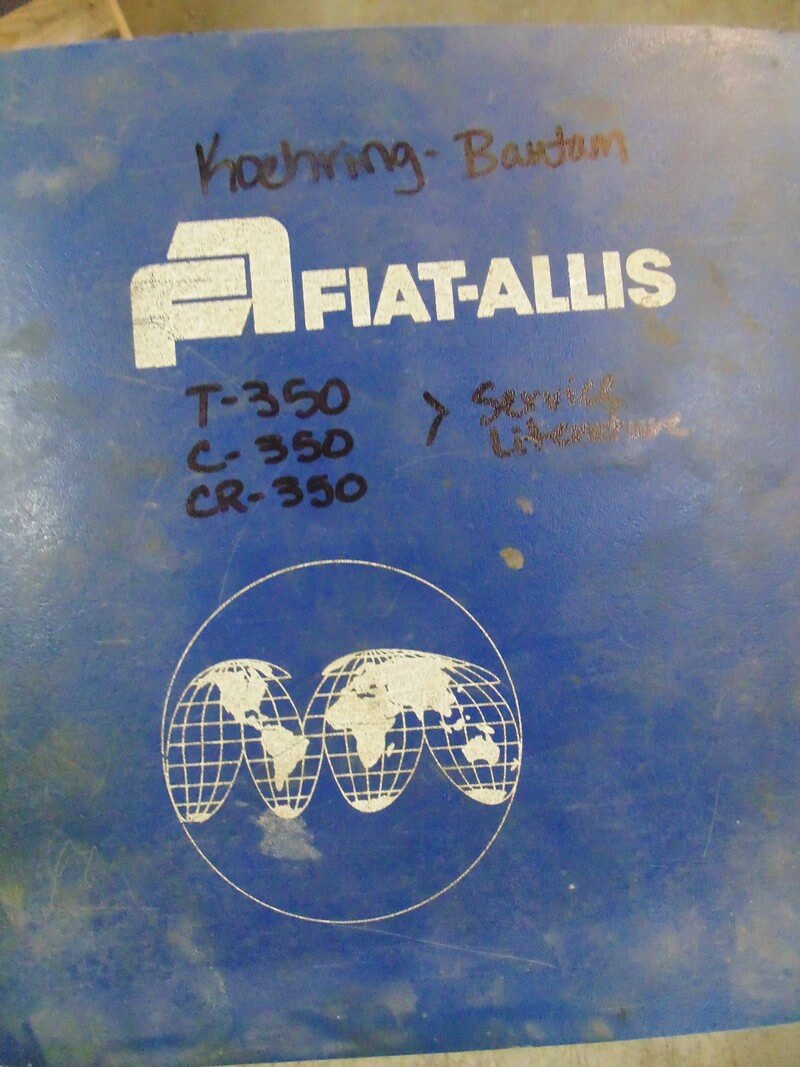 Koehring-Bantam
FIAT-ALLIS
T-350 > Service
C-350 Literature
CR-350